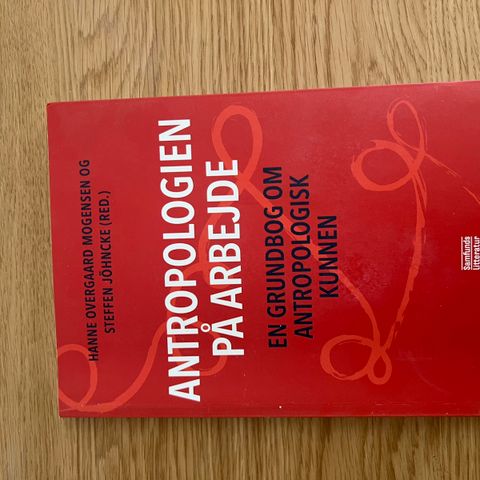 HANNE OVERGAARD MOGENSEN OG
STEFFEN JÖHNCKE (RED.)
ANTROPOLOGIEN
PÅ ARBEJDE
EN GRUNDBOG OM
ANTROPOLOGISK
KUNNEN
Samfunds
Litteratur